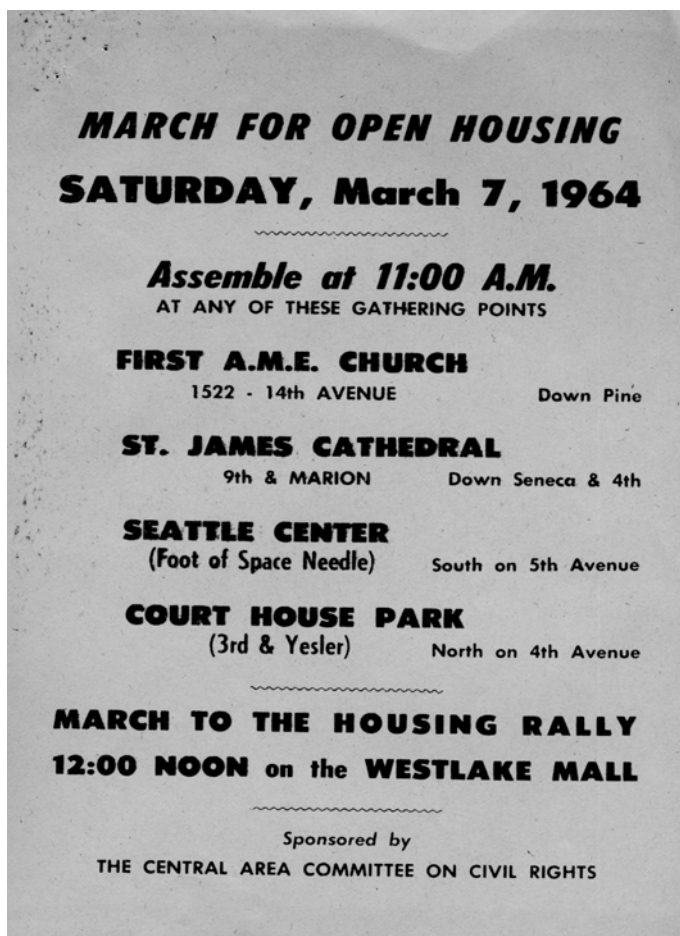 MARCH FOR OPEN HOUSING
SATURDAY, March 7, 1964
Assemble at 11:00 A.M.
AT ANY OF THESE GATHERING POINTS
FIRST A.M.E. CHURCH
1522 - 14th AVENUE Down Pine
ST. JAMES CATHEDRAL
9th & MARION Down Seneca & 4th
SEATTLE CENTER
(Foot of Space Needle) South on 5th Avenue
COURT HOUSE PARK
(3rd & Yesler) North on 4th Avenue
MARCH TO THE HOUSING RALLY
12:00 NOON on the WESTLAKE MALL
Sponsored by
THE CENTRAL AREA COMMITTEE ON CIVIL RIGHTS